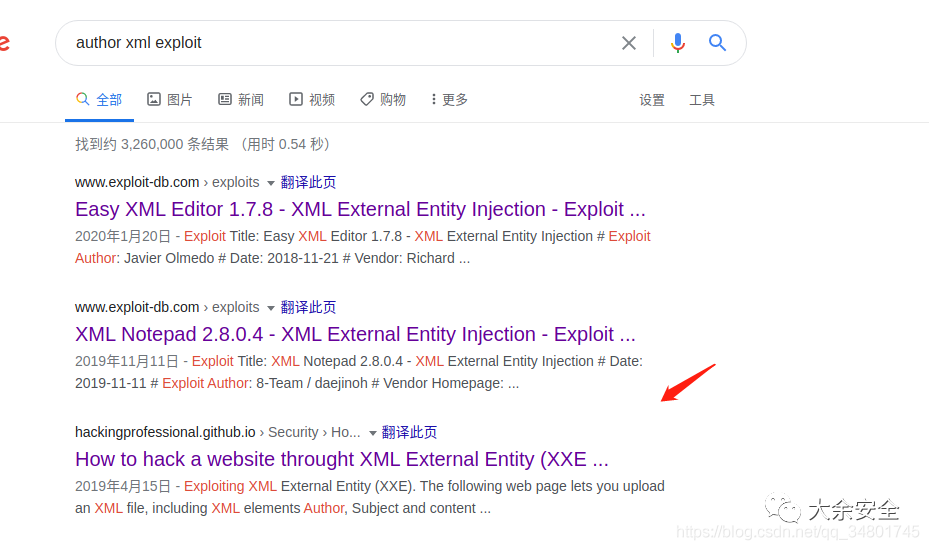 e
author xml exploit
全部 图片 新闻 视频 购物 更多 设置 工具
找到约 3,260,000 条结果 （用时 0.54 秒）
www.exploit-db.com › exploits 翻译此页
Easy XML Editor 1.7.8 - XML External Entity Injection - Exploit ...
2020年1月20日 - Exploit Title: Easy XML Editor 1.7.8 - XML External Entity Injection # Exploit
Author: Javier Olmedo # Date: 2018-11-21 # Vendor: Richard ...
www.exploit-db.com › exploits 翻译此页
XML Notepad 2.8.0.4 - XML External Entity Injection - Exploit ...
2019年11月11日 - Exploit Title: XML Notepad 2.8.0.4 - XML External Entity Injection # Date:
2019-11-11 # Exploit Author: 8-Team / daejinoh # Vendor Homepage: ...
hackingprofessional.github.io › Security › Ho... 翻译此页
How to hack a website throught XML External Entity (XXE ...
2019年4月15日 - Exploiting XML External Entity (XXE). The following web page lets you upload
an XML file, including XML elements Author, Subject and content ...
大余安全
https://blog.csdn.net/qq_34801745